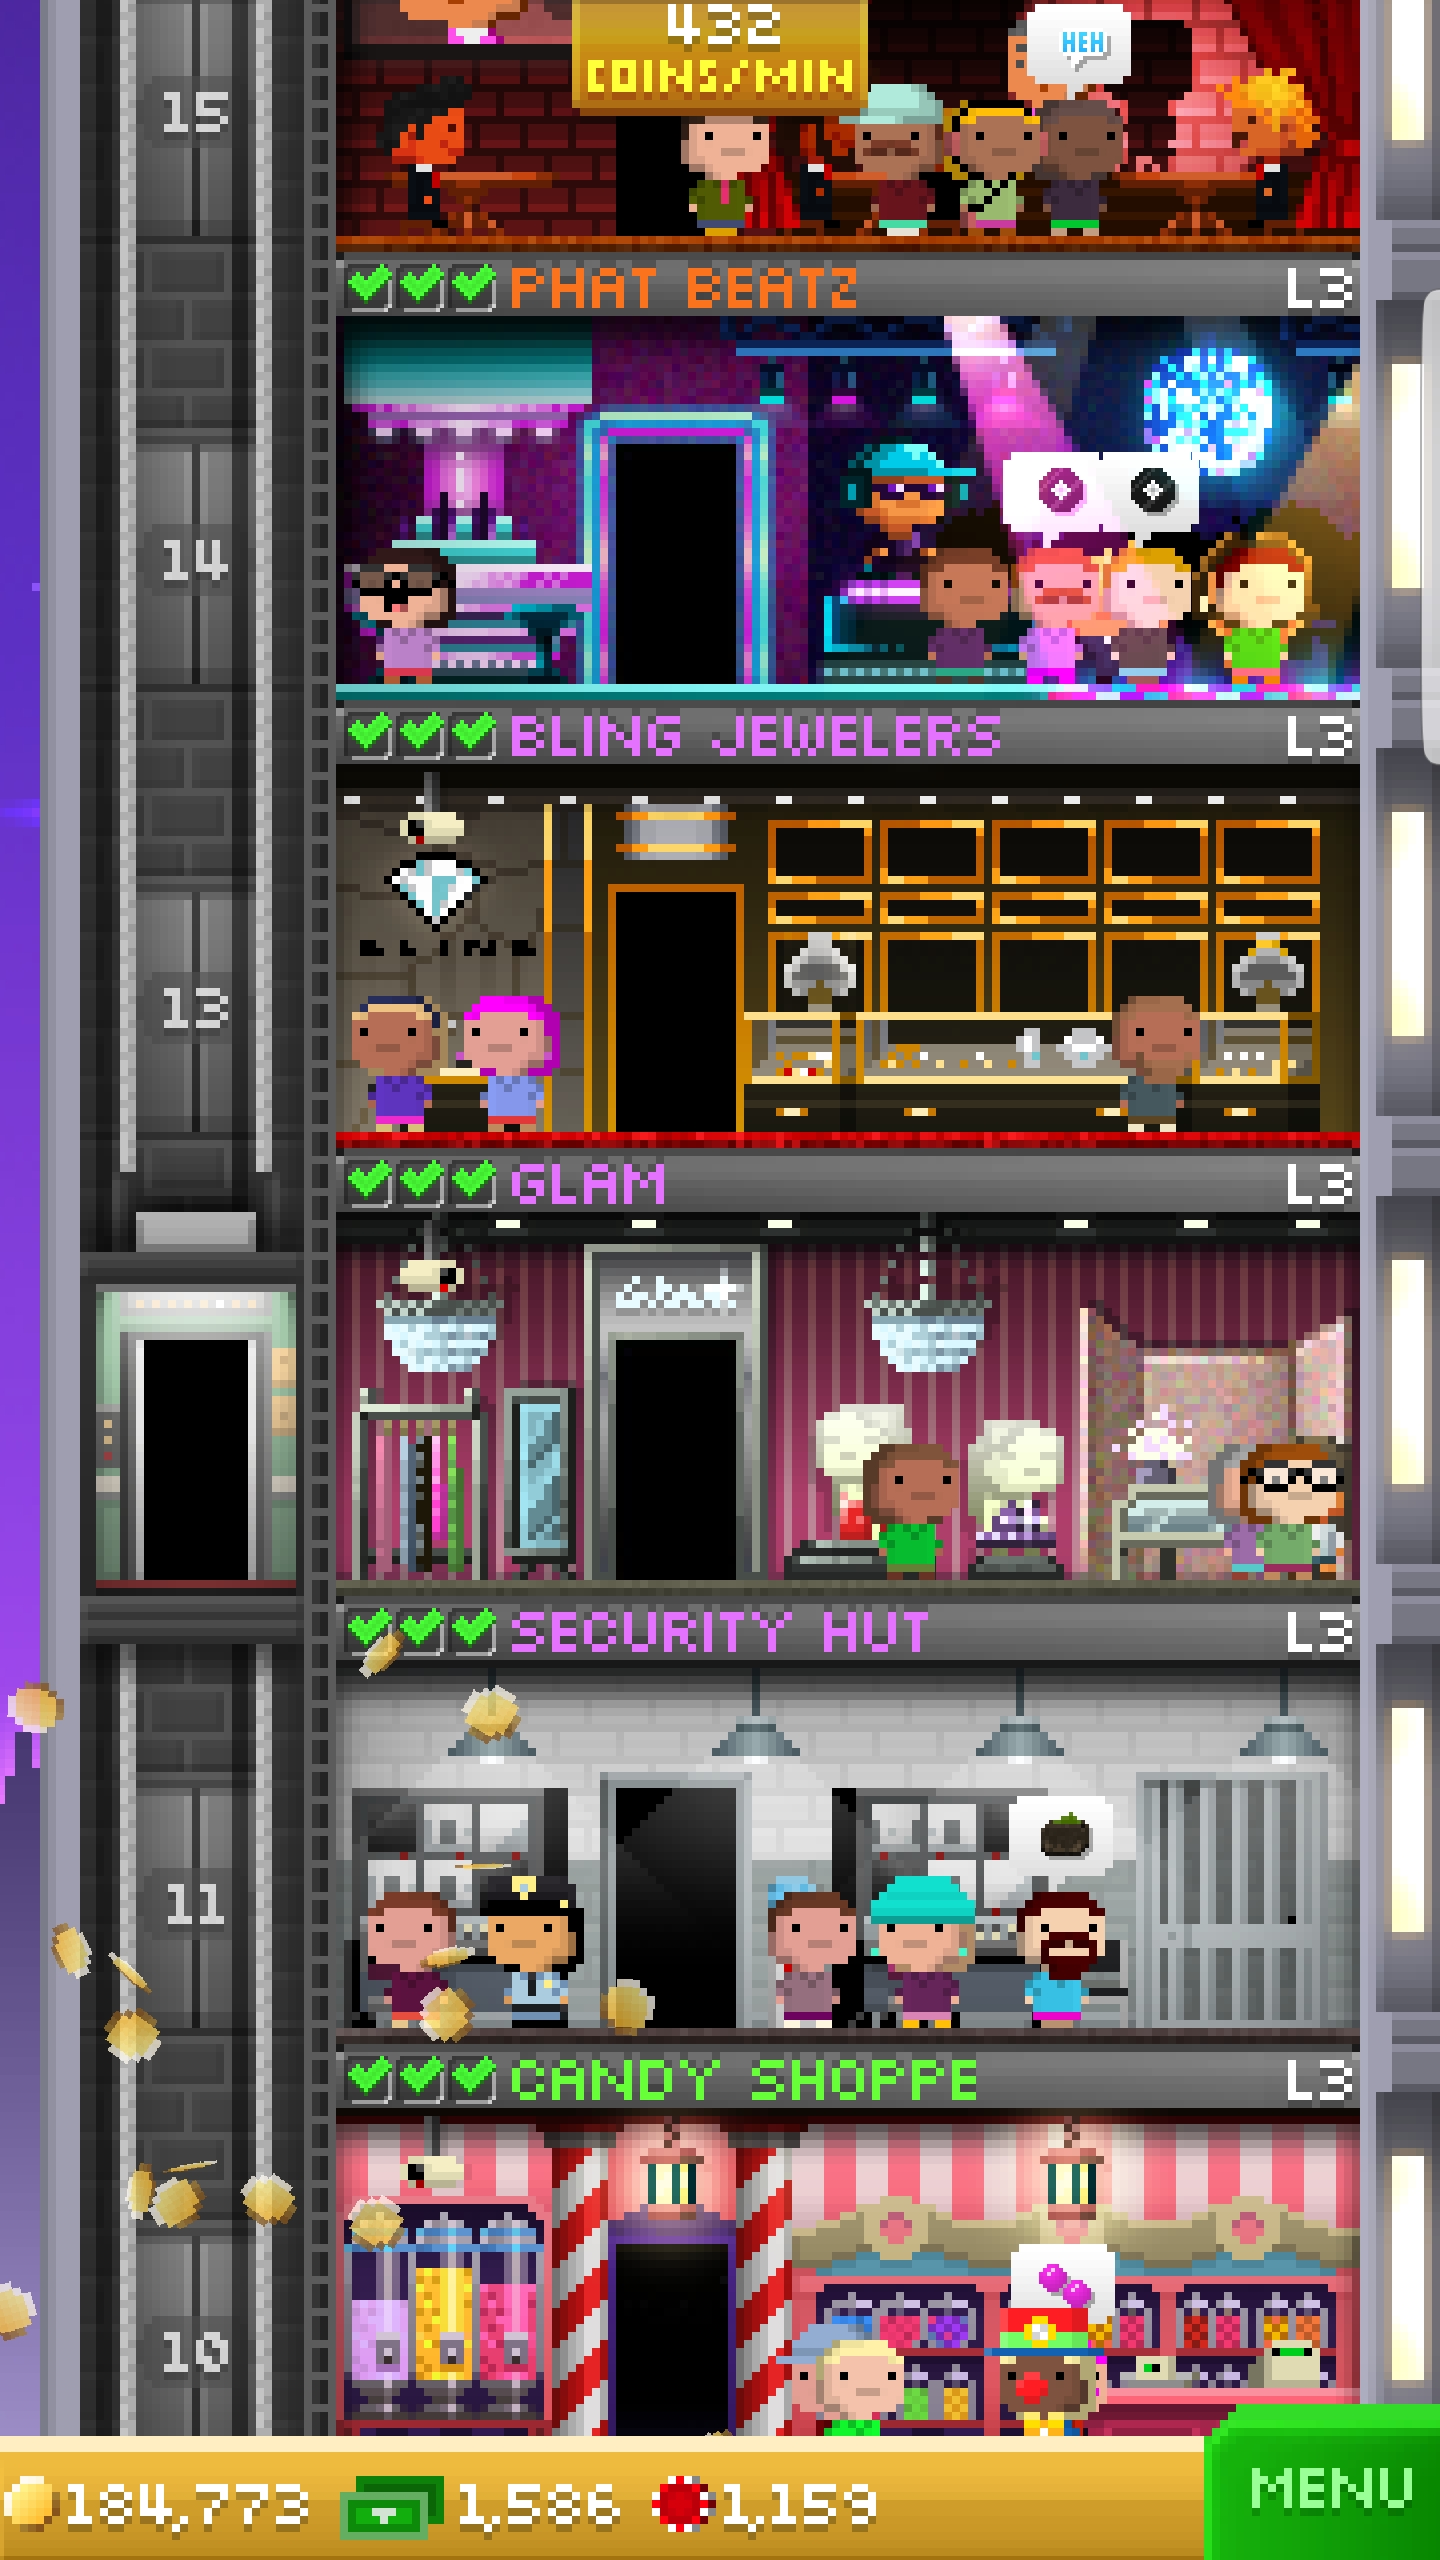 432
COINS/MIN
HEH
15
PHAT BEATZ L3
14
BLING JEWELERS L3
BLING
13
GLAM L3
Glam
SECURITY HUT L3
11
CANDY SHOPPE L3
10
184,773 1,586 1,159
MENU